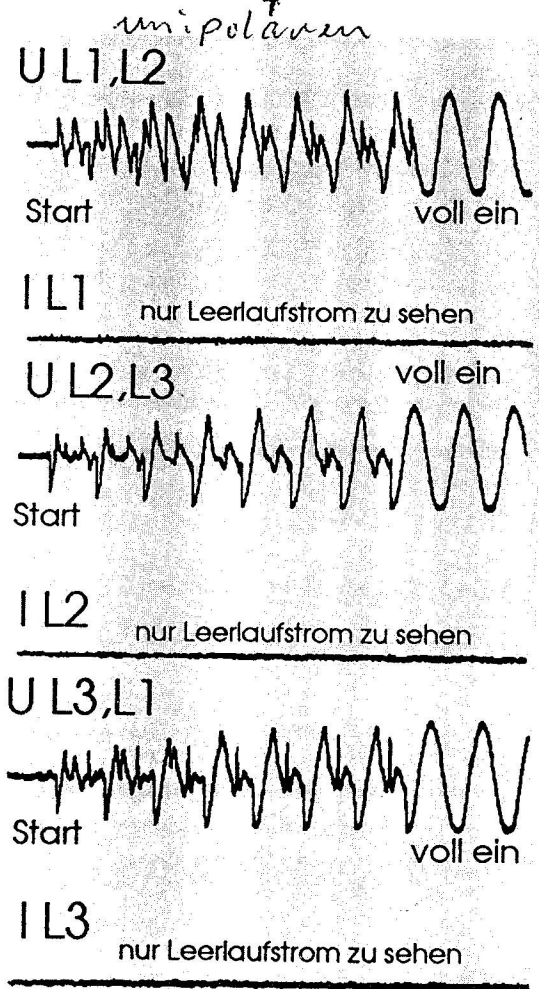 unipolaren
U L1,L2
Start
voll ein
I L1
nur Leerlaufstrom zu sehen
U L2,L3
voll ein
Start
I L2
nur Leerlaufstrom zu sehen
U L3,L1
Start
voll ein
I L3
nur Leerlaufstrom zu sehen